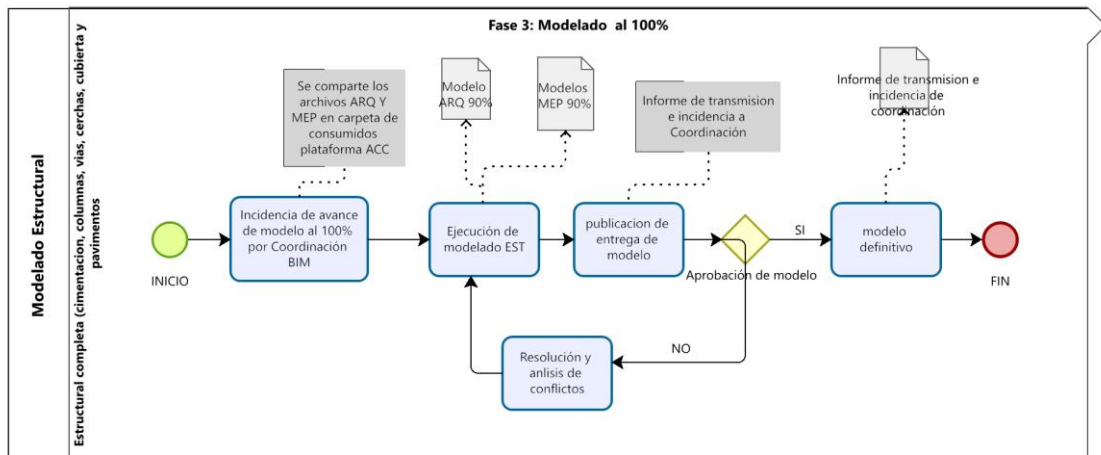 Fase 3: Modelado al 100%
Modelado Estructural
Estructural completa (cimentacion, columnas, vias, cerchas, cubierta y
pavimentos
Se comparte los
archivos ARQ Y
MEP en carpeta de
consumidos
plataforma ACC
Modelo
ARQ 90%
Modelos
MEP 90%
Informe de transmision
e incidencia a
Coordinación
Informe de transmision e
incidencia de
coordinación
INICIO
Incidencia de avance
de modelo al 100%
por Coordinación
BIM
Ejecución de
modelado EST
publicacion de
entrega de
modelo
Aprobación de modelo
SI
modelo
definitivo
FIN
NO
Resolución y
anlisis de
conflictos